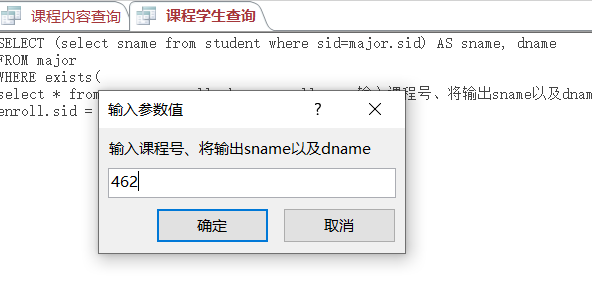 课程内容查询 课程学生查询
SELECT (select sname from student where sid=major.sid) AS sname, dname
FROM major
WHERE exists(
select * from 输入课程号、将输出sname以及dnam
enroll.sid =
输入参数值 ?
输入课程号、将输出sname以及dname
462
确定 取消